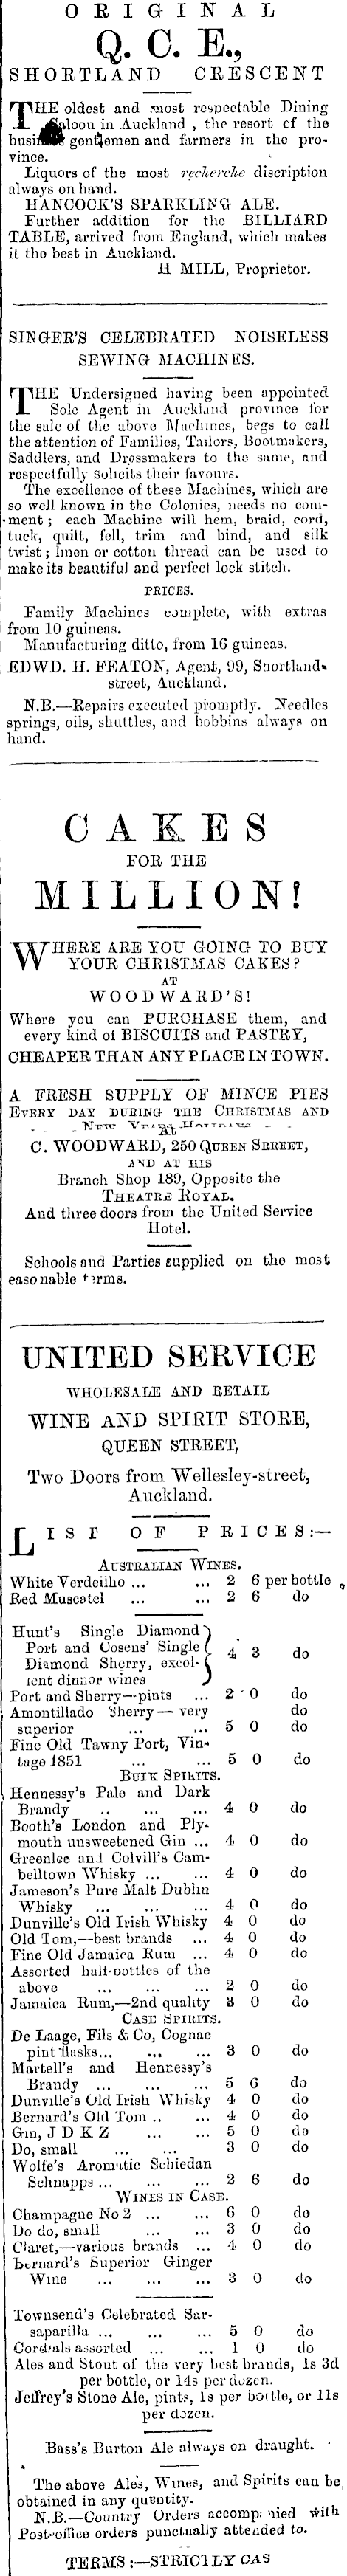 ORIGINAL
Q. C. E.,
SHORTLAND CRESCENT
THE oldest and most respectable Dining
Saloon in Auckland, the resort of the
business gentlemen and farmers in the pro-
vince.
Liquors of the most recherche discription
always on hand.
HANCOCK'S SPARKLING ALE.
Further addition for the BILLIARD
TABLE, arrived from England, which makes
it the best in Auckland.
H MILL, Proprietor.
SINGER'S CELEBRATED NOISELESS
SEWING MACHINES.
THE Undersigned having been appointed
Sole Agent in Auckland province for
the sale of the above Machines, begs to call
the attention of Families, Tailors, Bootmakers,
Saddlers, and Dressmakers to the same, and
respectfully solicits their favours.
The excellence of these Machines, which are
so well known in the Colonies, needs no com-
ment; each Machine will hem, braid, cord,
tuck, quilt, fell, trim and bind, and silk
twist; linen or cotton thread can be used to
make its beautiful and perfect lock stitch.
PRICES.
Family Machines complete, with extras
from 10 guineas.
Manufacturing ditto, from 16 guineas.
EDWD. H. FEATON, Agent, 99, Shortland-
street, Auckland.
N.B.—Repairs executed promptly. Needles
springs, oils, shuttles, and bobbins always on
hand.
CAKES
FOR THE
MILLION!
WHERE ARE YOU GOING TO BUY
YOUR CHRISTMAS CAKES?
AT
WOODWARD'S!
Where you can PURCHASE them, and
every kind of BISCUITS and PASTRY,
CHEAPER THAN ANY PLACE IN TOWN.
A FRESH SUPPLY OF MINCE PIES
EVERY DAY DURING THE CHRISTMAS AND
NEW YEAR HOLIDAYS
At
C. WOODWARD, 250 QUEEN SRREET,
AND AT HIS
Branch Shop 189, Opposite the
THEATRE ROYAL.
And three doors from the United Service
Hotel.
Schools and Parties supplied on the most
easonable terms.
UNITED SERVICE
WHOLESALE AND RETAIL
WINE AND SPIRIT STORE,
QUEEN STREET,
Two Doors from Wellesley-street,
Auckland.
LIST OF PRICES:—
AUSTRALIAN WINES.
White Verdeilho ... ... 2 6 per bottle
Red Muscatel ... 2 6 do
Hunt's Single Diamond
Port and Cosens' Single
Diamond Sherry, excel-
lent dinner wines 4 3 do
Port and Sherry—pints ... 2 0 do
Amontillado Sherry—very do
superior ... ... 5 0 do
Fine Old Tawny Port, Vin-
tage 1851 ... ... 5 0 do
BULK SPIRITS.
Hennessy's Pale and Dark
Brandy .. ... ... 4 0 do
Booth's London and Ply-
mouth unsweetened Gin ... 4 0 do
Greenlee and Colvill's Cam-
belltown Whisky ... ... 4 0 do
Jameson's Pure Malt Dublin
Whisky ... ... ... 4 0 do
Dunville's Old Irish Whisky 4 0 do
Old Tom,—best brands ... 4 0 do
Fine Old Jamaica Rum ... 4 0 do
Assorted half-bottles of the
above ... ... ... 2 0 do
Jamaica Rum,—2nd quality 3 0 do
CASE SPIRITS.
De Laage, Fils & Co, Cognac
pint flasks... ... ... 3 0 do
Martell's and Hennessy's
Brandy ... ... ... 5 6 do
Dunville's Old Irish Whisky 4 0 do
Bernard's Old Tom .. ... 4 0 do
Gin, J D K Z ... ... 5 0 do
Do, small ... ... 3 0 do
Wolfe's Aromatic Schiedan
Schnapps ... ... ... 2 6 do
WINES IN CASE.
Champagne No 2 ... ... 6 0 do
Do do, small ... ... 3 0 do
Claret,—various brands ... 4 0 do
Bernard's Superior Ginger
Wine ... ... ... 3 0 do
Townsend's Celebrated Sar-
saparilla ... ... ... 5 0 do
Cordials assorted ... ... 1 0 do
Ales and Stout of the very best brands, 1s 3d
per bottle, or 14s per dozen.
Jeffrey's Stone Ale, pints, 1s per bottle, or 11s
per dozen.
Bass's Burton Ale always on draught.
The above Ales, Wines, and Spirits can be
obtained in any quantity.
N.B.—Country Orders accompanied with
Post-office orders punctually attended to.
TERMS:—STRICTLY CAS